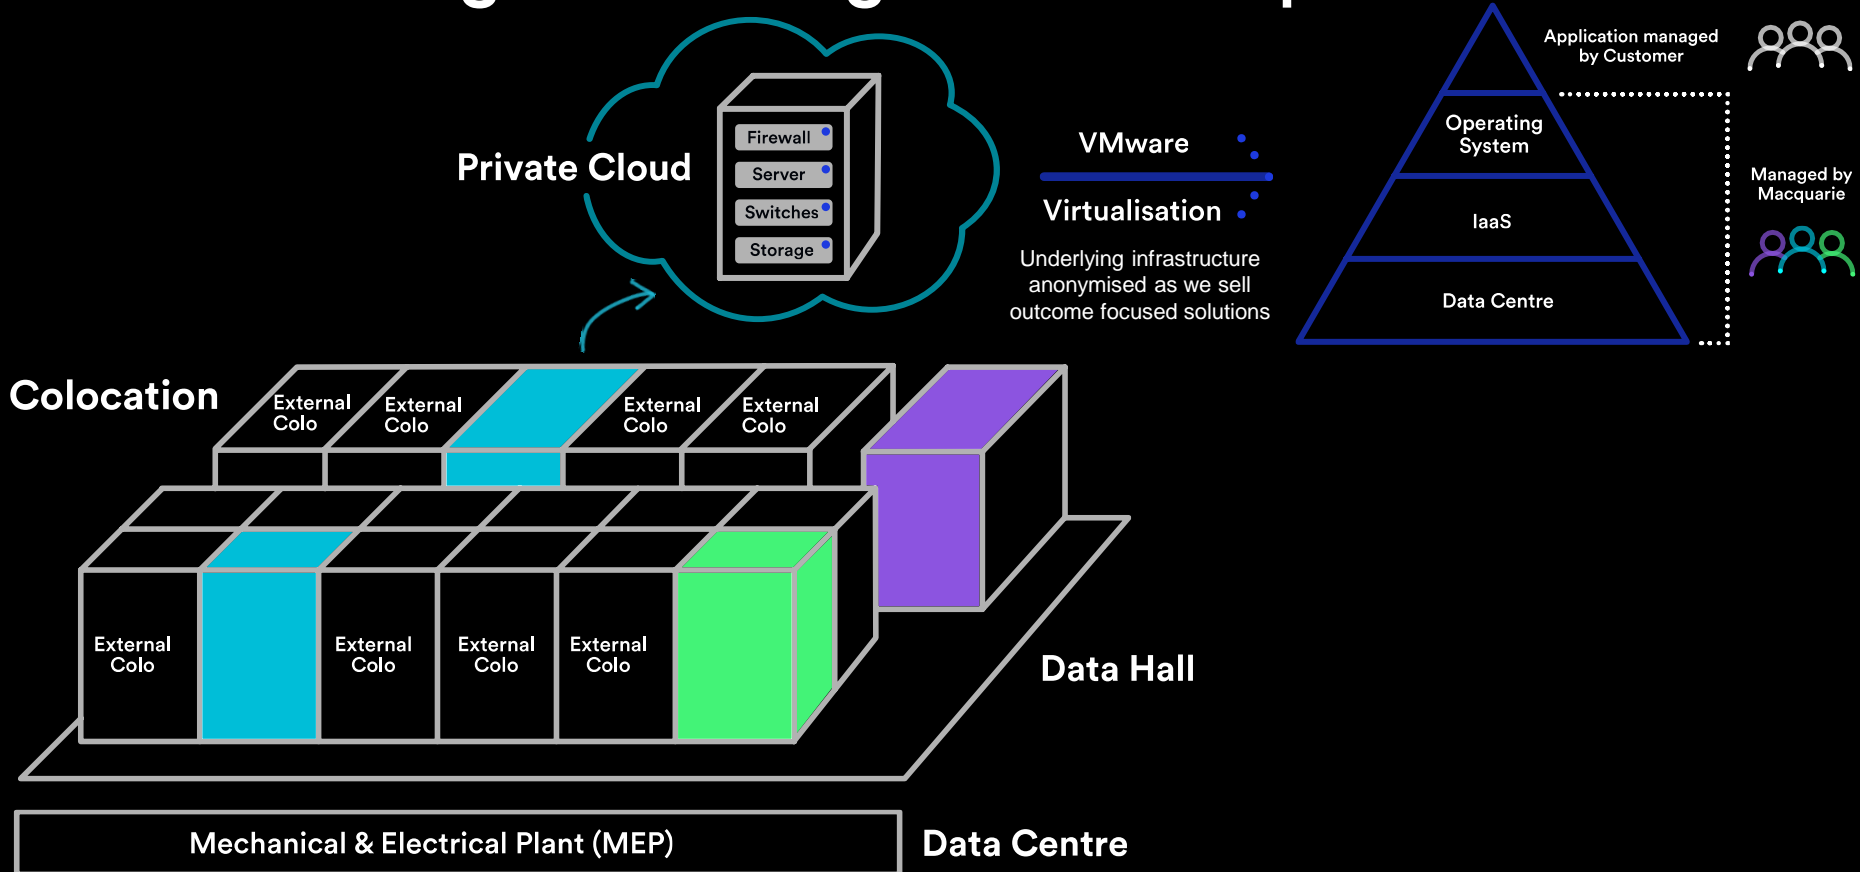 Application managed
by Customer
Firewall
Server
Switches
Storage
Private Cloud
VMware
Virtualisation
Underlying infrastructure
anonymised as we sell
outcome focused solutions
Operating
System
IaaS
Data Centre
Managed by
Macquarie
Colocation
External
Colo
External
Colo
External
Colo
External
Colo
External
Colo
External
Colo
External
Colo
External
Colo
Data Hall
Mechanical & Electrical Plant (MEP)
Data Centre